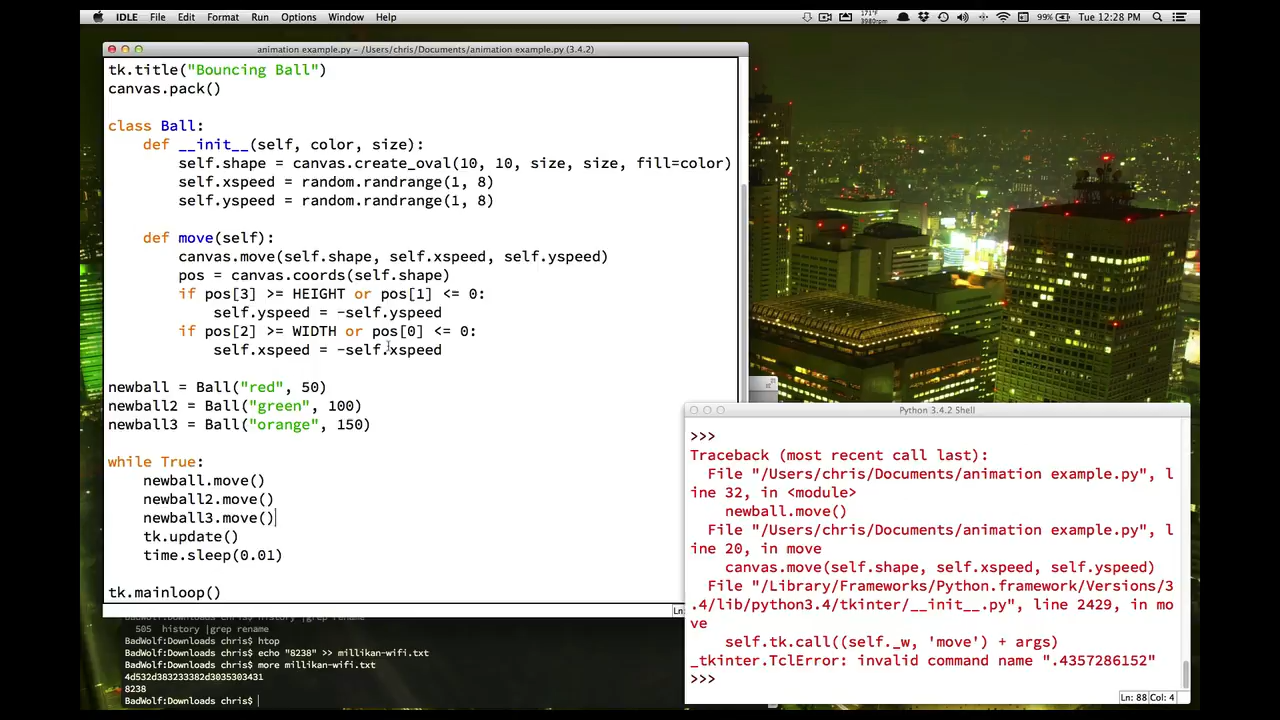 IDLE File Edit Format Run Options Window Help
171°F
3980rpm
99% Tue 12:28 PM
animation example.py – /Users/chris/Documents/animation example.py (3.4.2)
tk.title("Bouncing Ball")
canvas.pack()
class Ball:
def __init__(self, color, size):
self.shape = canvas.create_oval(10, 10, size, size, fill=color)
self.xspeed = random.randrange(1, 8)
self.yspeed = random.randrange(1, 8)
def move(self):
canvas.move(self.shape, self.xspeed, self.yspeed)
pos = canvas.coords(self.shape)
if pos[3] >= HEIGHT or pos[1] <= 0:
self.yspeed = -self.yspeed
if pos[2] >= WIDTH or pos[0] <= 0:
self.xspeed = -self.xspeed
newball = Ball("red", 50)
newball2 = Ball("green", 100)
newball3 = Ball("orange", 150)
while True:
newball.move()
newball2.move()
newball3.move()
tk.update()
time.sleep(0.01)
tk.mainloop()
Ln:
Python 3.4.2 Shell
>>>
Traceback (most recent call last):
File "/Users/chris/Documents/animation example.py", l
ine 32, in <module>
newball.move()
File "/Users/chris/Documents/animation example.py", l
ine 20, in move
canvas.move(self.shape, self.xspeed, self.yspeed)
File "/Library/Frameworks/Python.framework/Versions/3
.4/lib/python3.4/tkinter/__init__.py", line 2429, in mo
ve
self.tk.call((self._w, 'move') + args)
_tkinter.TclError: invalid command name ".4357286152"
>>>
Ln: 88 Col: 4
505 history |grep rename
BadWolf:Downloads chris$ htop
BadWolf:Downloads chris$ echo "8238" >> millikan-wifi.txt
BadWolf:Downloads chris$ more millikan-wifi.txt
4d532d383233382d3035303431
8238
BadWolf:Downloads chris$